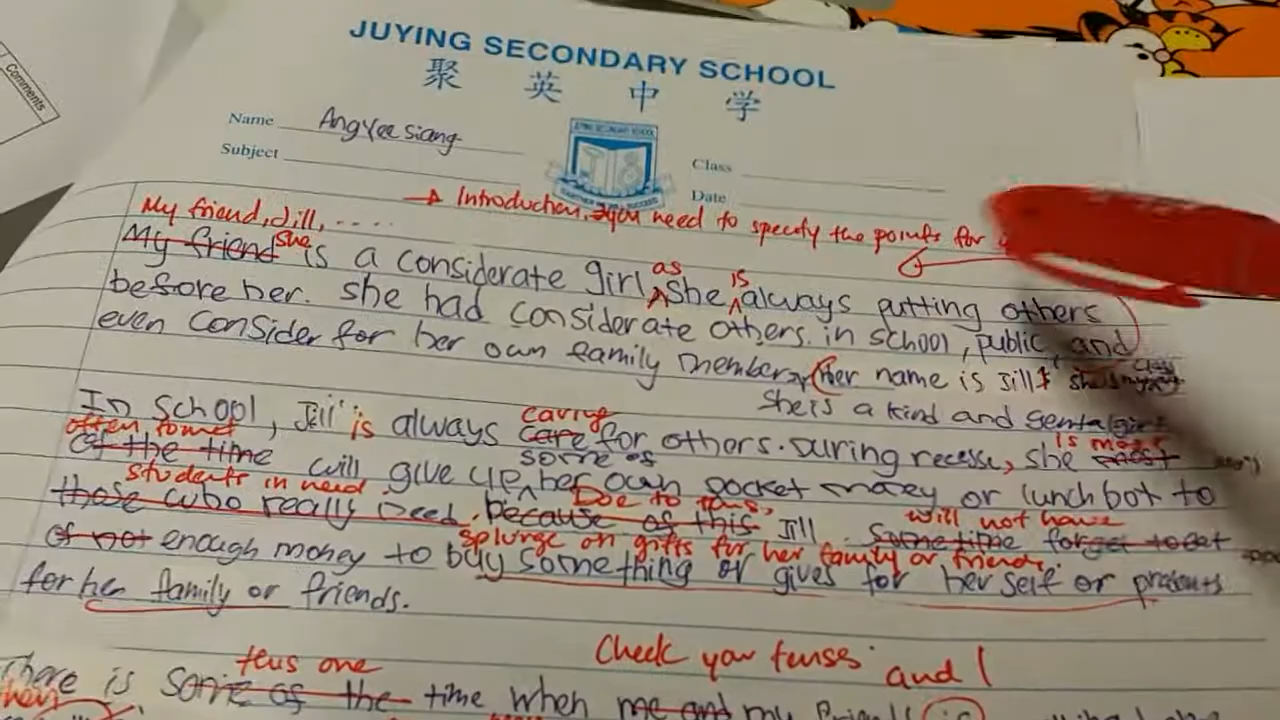 Comments
JUYING SECONDARY SCHOOL
聚 英 中 学
Name Ang Yee Siang
Subject
Class
Date
My friend, Jill, .....
→ Introduction, you need to specify the points for
My friend she is a considerate girl as she is always putting others
before her. She had considerate others in school, public, and
even consider for her own family member. Her name is Jill
She is a kind and
In School, Jill is always care caring for others. During recess, she is most
often times
of the time will give up some of her own pocket money or lunch bot to
students in need.
those who really need. because of this Due to this, Jill sometime forget to get will not have
of not enough money to buy something or gives for her self or presents
splurge on gifts for her family or friends.
for her family or friends.
Check your tenses and
There is some of the this one time when me and my